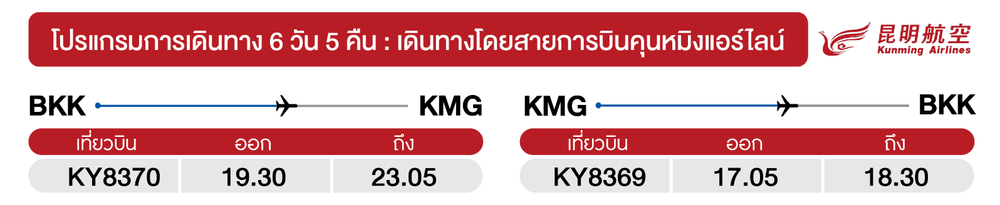 โปรแกรมการเดินทาง 6 วัน 5 คืน : เดินทางโดยสายการบินคุนหมิงแอร์ไลน์
昆明航空
Kunming Airlines
BKK KMG
เที่ยวบิน ออก ถึง
KY8370 19.30 23.05
KMG BKK
เที่ยวบิน ออก ถึง
KY8369 17.05 18.30